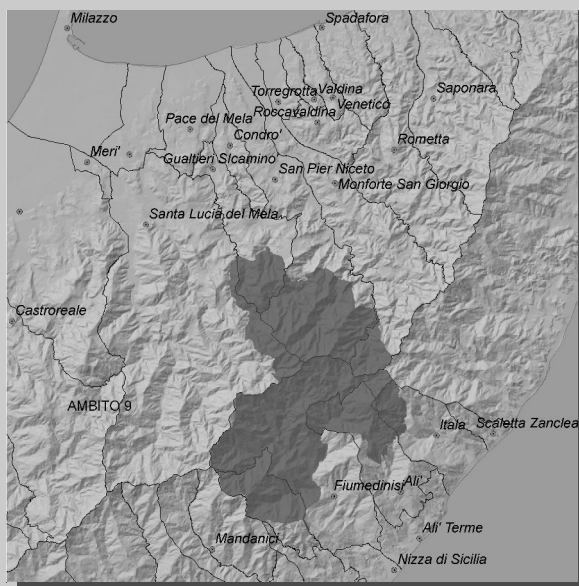 Milazzo
Spadafora
Torregrotta
Valdina
Saponara
Roccavaldina
Venetico
Pace del Mela
Condro'
Rometta
Meri'
Gualtieri SIcamino'
San Pier Niceto
Monforte San Giorgio
Santa Lucia del Mela
Castroreale
AMBITO 9
Itala
Scaletta Zanclea
Fiumedinisi
Ali'
Ali' Terme
Mandanici
Nizza di Sicilia